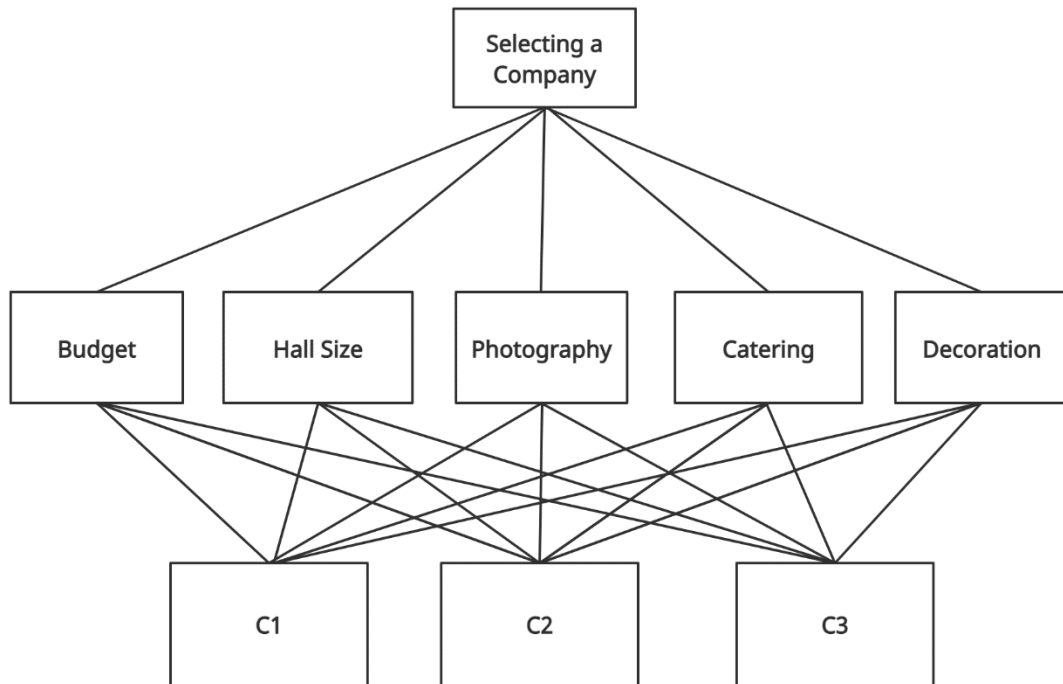 Selecting a
Company
Budget
Hall Size
Photography
Catering
Decoration
C1
C2
C3